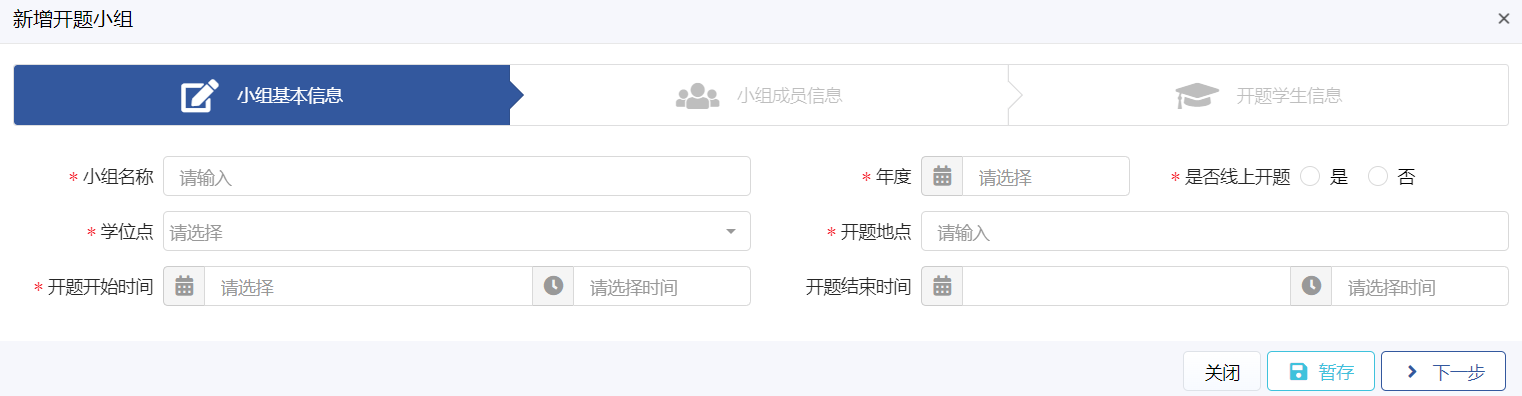 新增开题小组 ×
小组基本信息 小组成员信息 开题学生信息
* 小组名称 请输入 * 年度 请选择 * 是否线上开题 是 否
* 学位点 请选择 * 开题地点 请输入
* 开题开始时间 请选择 请选择时间 开题结束时间 请选择时间
关闭 暂存 下一步